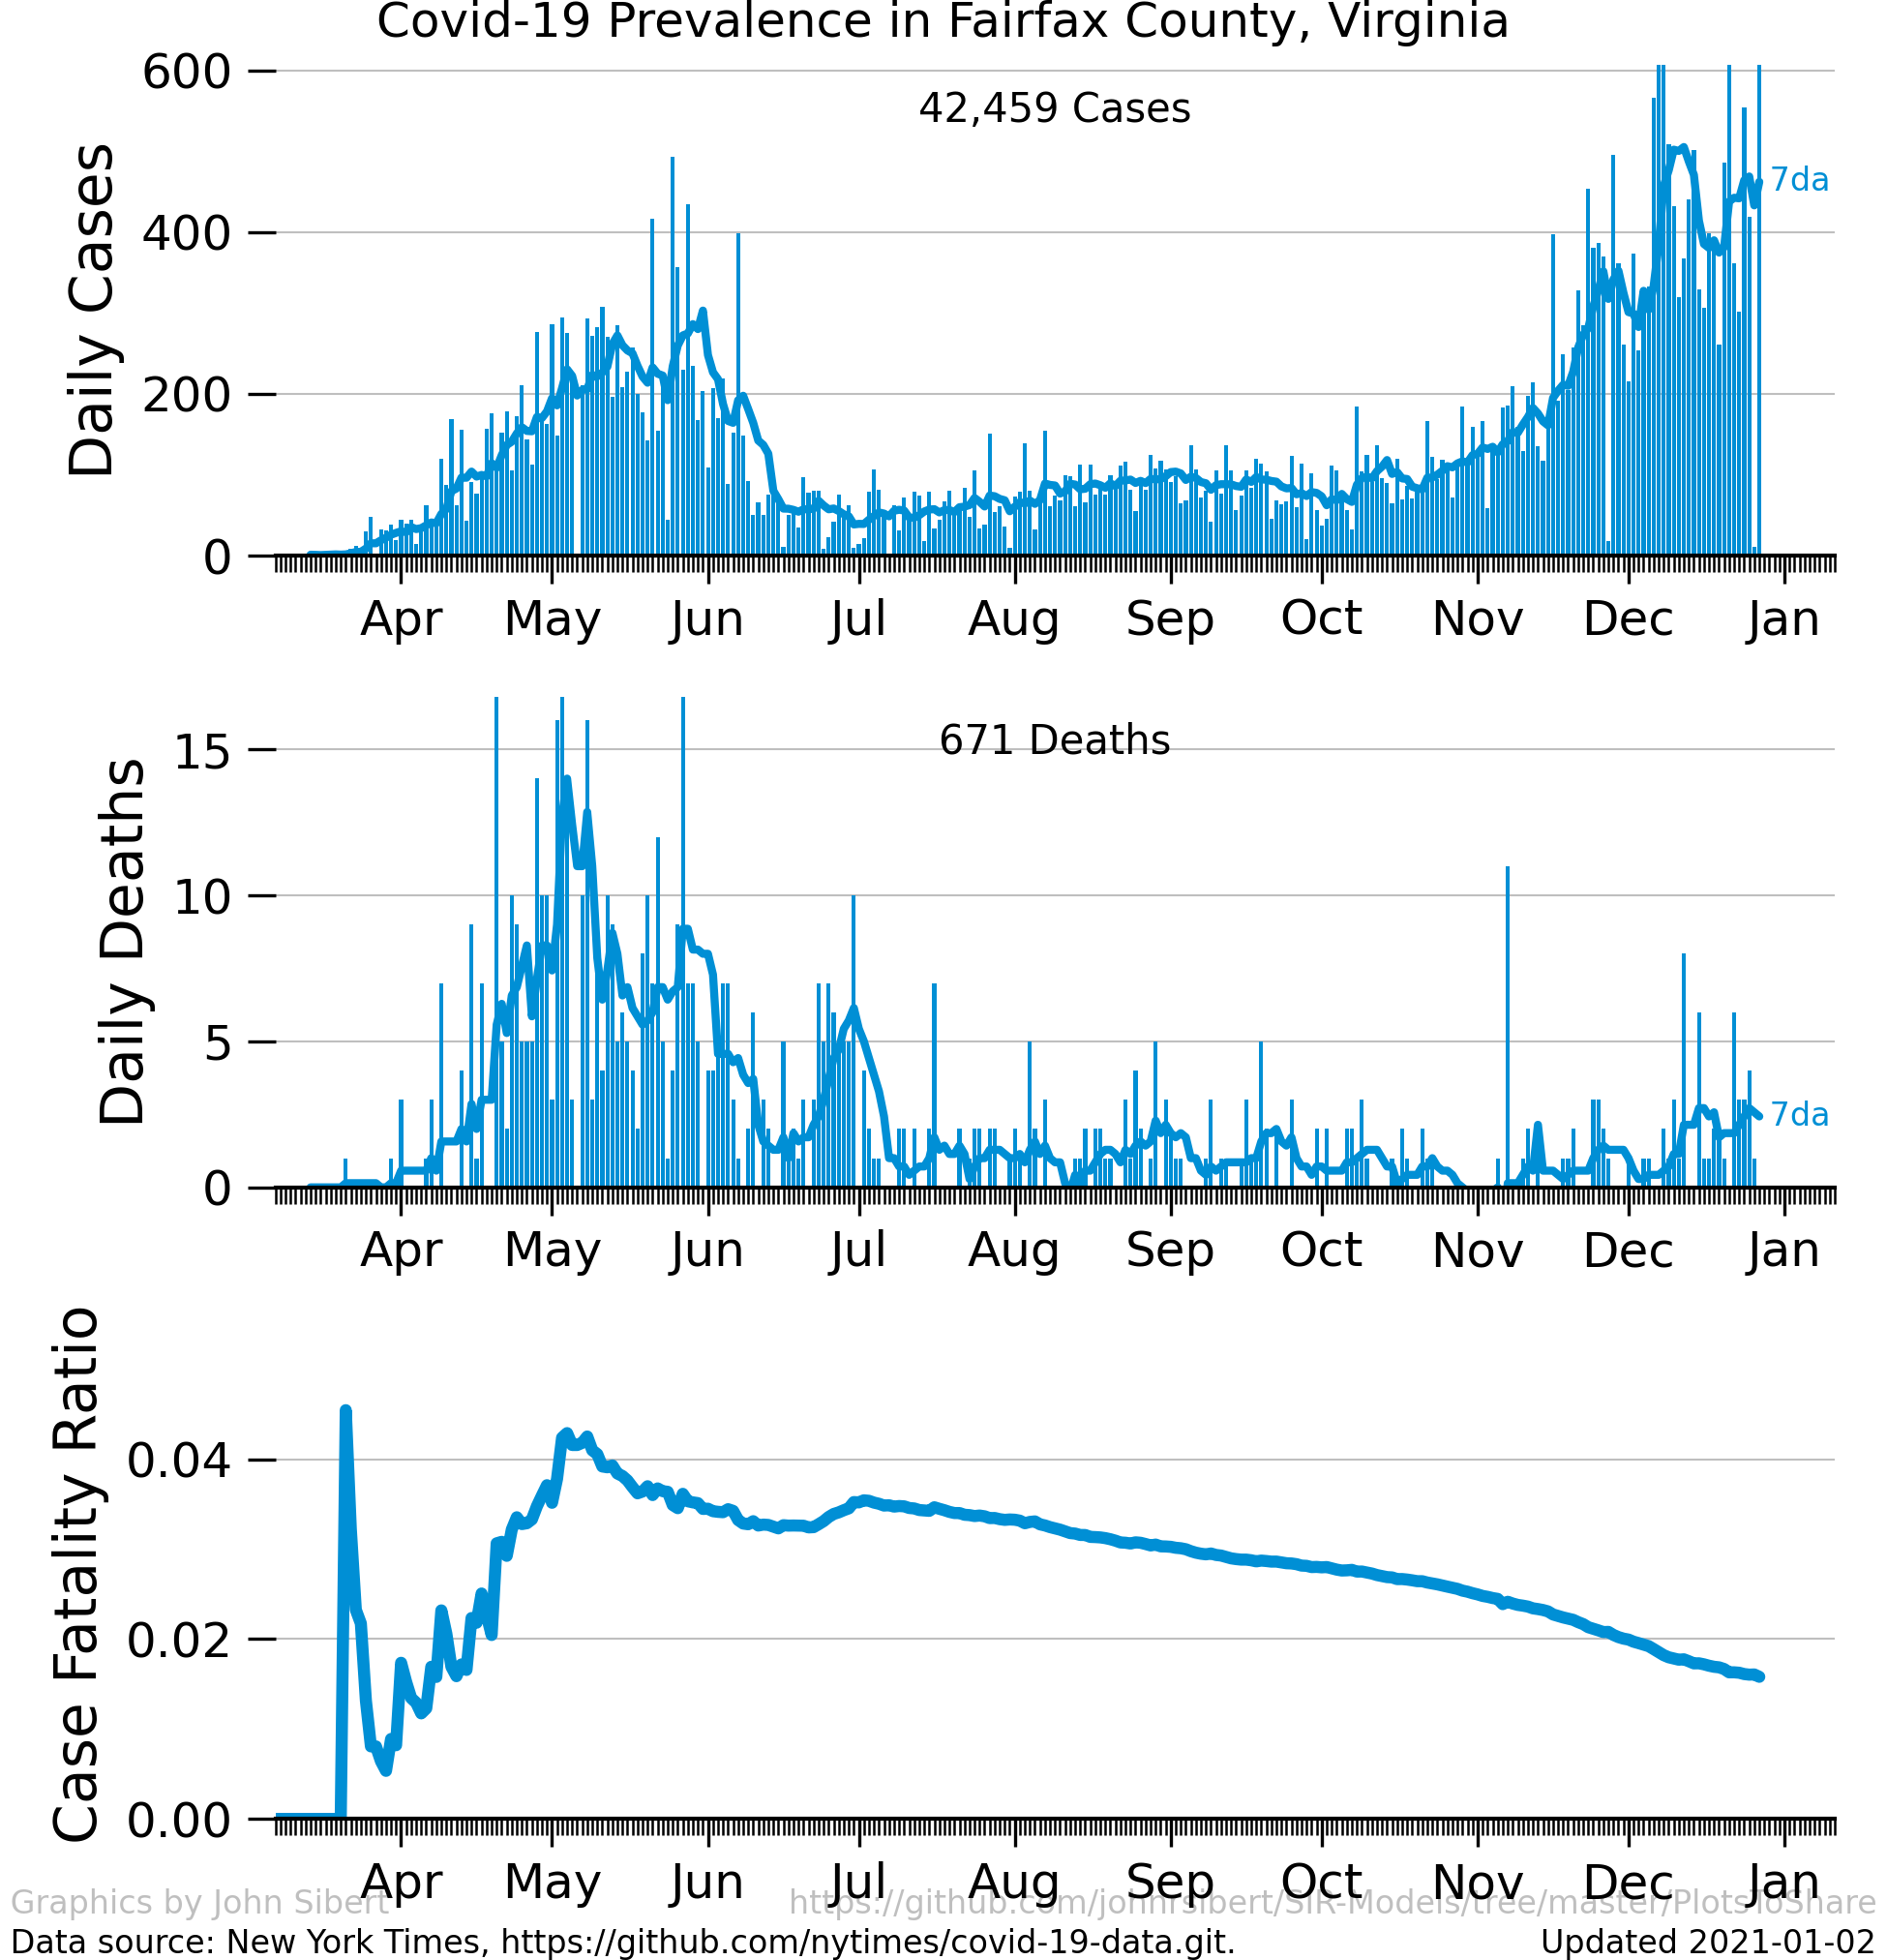 Covid-19 Prevalence in Fairfax County, Virginia
600
42,459 Cases
7da
400
200
0
Daily Cases
Apr May Jun Jul Aug Sep Oct Nov Dec Jan
15
671 Deaths
10
5
7da
0
Daily Deaths
Apr May Jun Jul Aug Sep Oct Nov Dec Jan
0.04
0.02
0.00
Case Fatality Ratio
Apr May Jun Jul Aug Sep Oct Nov Dec Jan
Graphics by John Sibert https://github.com/johnrsibert/SIR-Models/tree/master/PlotsToShare
Data source: New York Times, https://github.com/nytimes/covid-19-data.git. Updated 2021-01-02